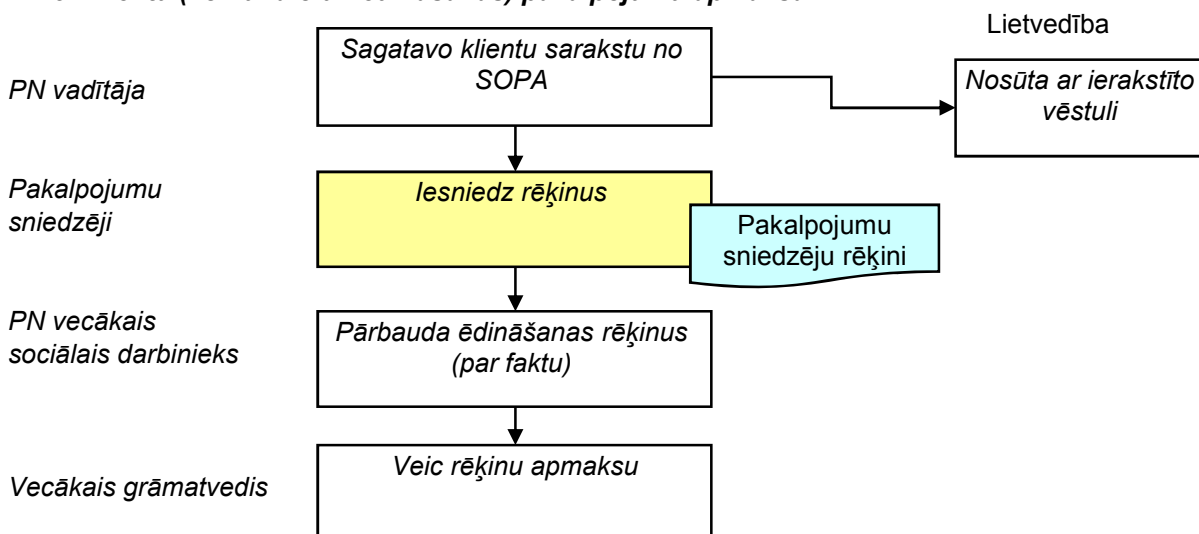 Lietvedība
Sagatavo klientu sarakstu no
SOPA
PN vadītāja
Nosūta ar ierakstīto
vēstuli
Pakalpojumu
sniedzēji
Iesniedz rēķinus
Pakalpojumu
sniedzēju rēķini
PN vecākais
sociālais darbinieks
Pārbauda ēdināšanas rēķinus
(par faktu)
Veic rēķinu apmaksu
Vecākais grāmatvedis